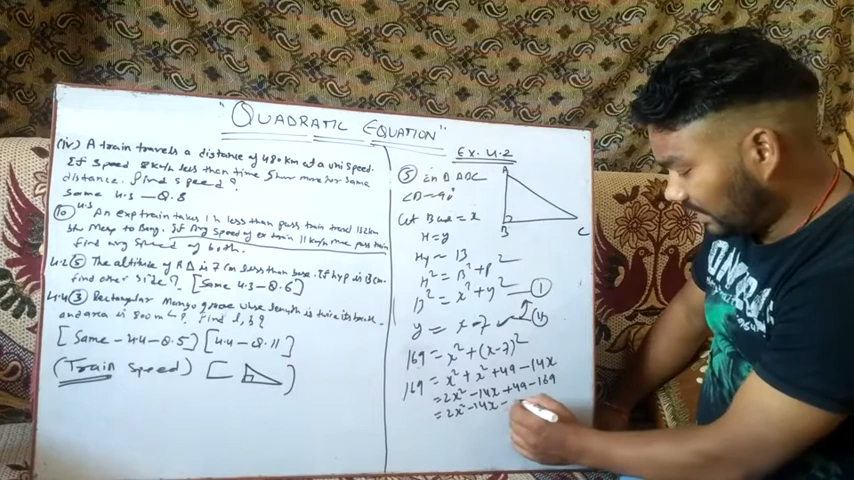 "QUADRATIC EQUATION"
(iv) A train travels a distance of 480 km at a uni speed.
If speed 8 km/h less than time 3 hr more for same
distance. find speed?
Same 4.3 - Q.8
(10) 4.3 An exp train takes 1 h less than pass train travel 132 km
b/w Mesp to Bang. If Avg speed of ex train 11 km/h more pass train
find avg speed of both.
4.2 (5) The altitude of R Δ is 7 cm less than base. If hyp is 13 cm.
find other side? [Same 4.3 - Q.6]
4.4 (3) Rectangular Mango grove whose length is twice its breadth
and area is 800 m². find l, b?
[Same - 4.4 - Q.5] [4.4 - Q.11]
(Train Speed)
Ex. 4.2
(5) in Δ ABC
∠B = 90°
Let Base = x
H = y
A
B
C
Hy = 13
H² = B² + P²
13² = x² + y² — (1)
y = x - 7
169 = x² + (x-7)²
169 = x² + x² + 49 - 14x
= 2x² - 14x + 49 - 169
= 2x² - 14x -